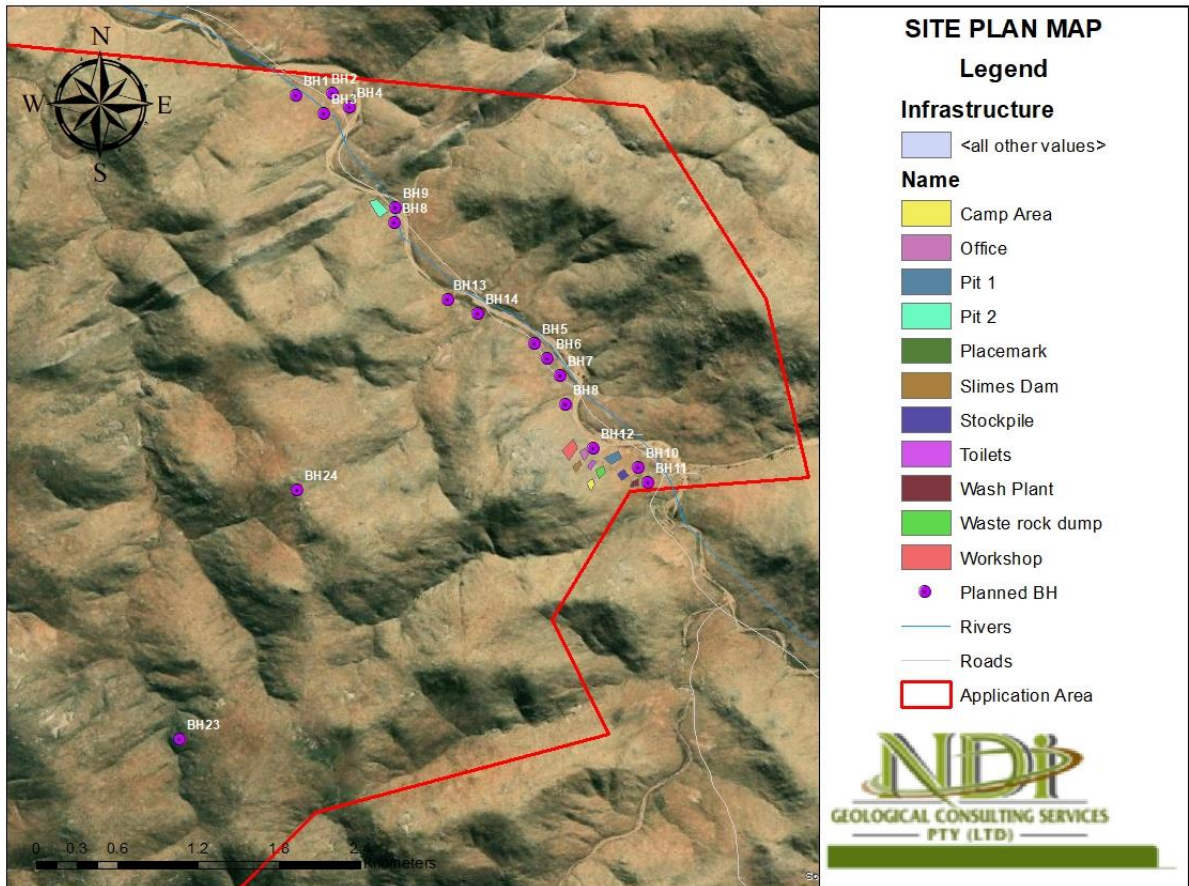 N
W E
S
BH1
BH2
BH3
BH4
BH9
BH8
BH13
BH14
BH5
BH6
BH7
BH8
BH12
BH10
BH11
BH24
BH23
0 0.3 0.6 1.2 1.8 2.4
Kilometers
SITE PLAN MAP
Legend
Infrastructure
<all other values>
Name
Camp Area
Office
Pit 1
Pit 2
Placemark
Slimes Dam
Stockpile
Toilets
Wash Plant
Waste rock dump
Workshop
Planned BH
Rivers
Roads
Application Area
NDi
GEOLOGICAL CONSULTING SERVICES
PTY (LTD)